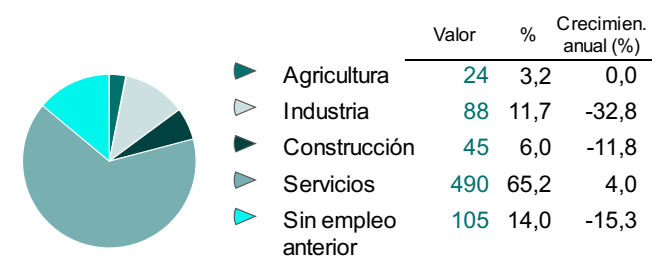 Valor % Crecimien. anual (%)
Agricultura 24 3,2 0,0
Industria 88 11,7 -32,8
Construcción 45 6,0 -11,8
Servicios 490 65,2 4,0
Sin empleo 105 14,0 -15,3
anterior